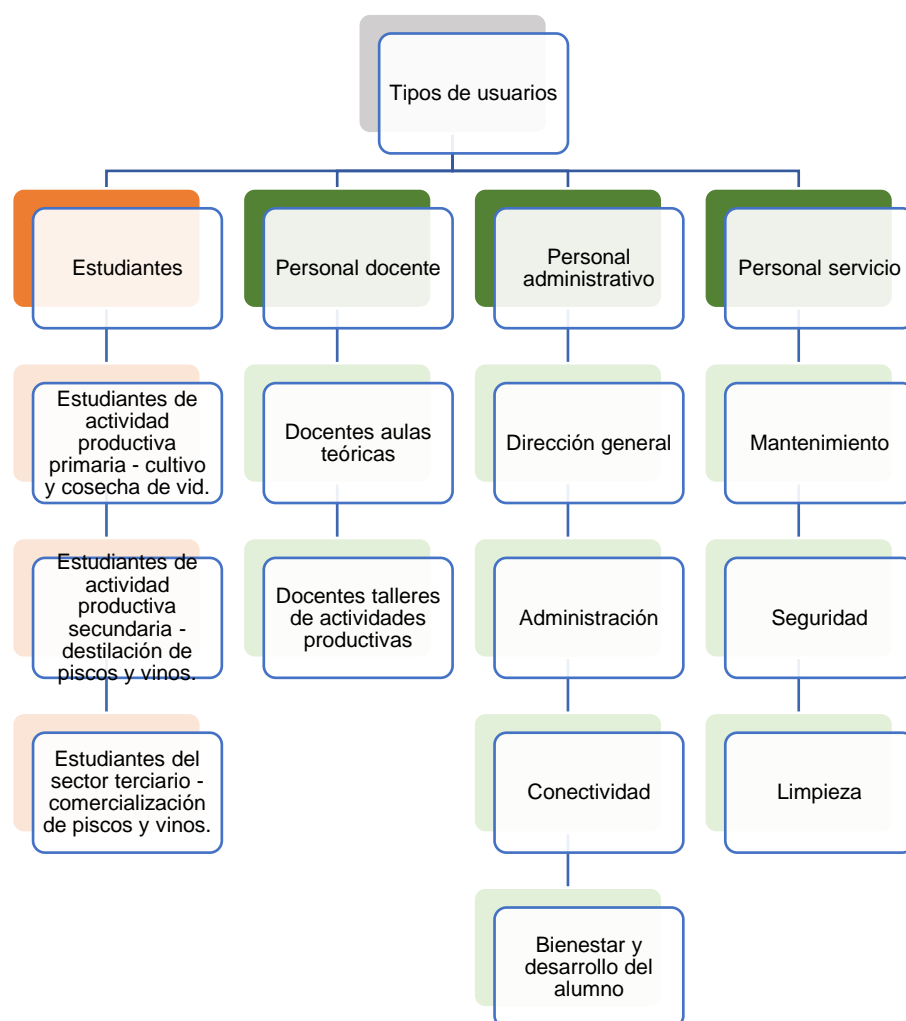 Tipos de usuarios
Estudiantes
Personal docente
Personal
administrativo
Personal servicio
Estudiantes de
actividad
productiva
primaria - cultivo
y cosecha de vid.
Docentes aulas
teóricas
Dirección general
Mantenimiento
Estudiantes de
actividad
productiva
secundaria -
destilación de
piscos y vinos.
Docentes talleres
de actividades
productivas
Administración
Seguridad
Estudiantes del
sector terciario -
comercialización
de piscos y vinos.
Conectividad
Limpieza
Bienestar y
desarrollo del
alumno